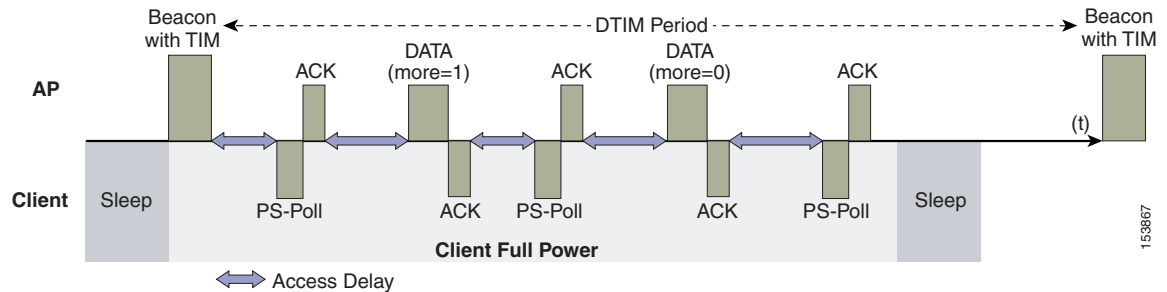 Beacon
with TIM
DTIM Period
Beacon
with TIM
DATA
(more=1)
DATA
(more=0)
ACK
ACK
ACK
AP
(t)
Client
Sleep
Sleep
PS-Poll
ACK
PS-Poll
ACK
PS-Poll
Client Full Power
Access Delay
153867